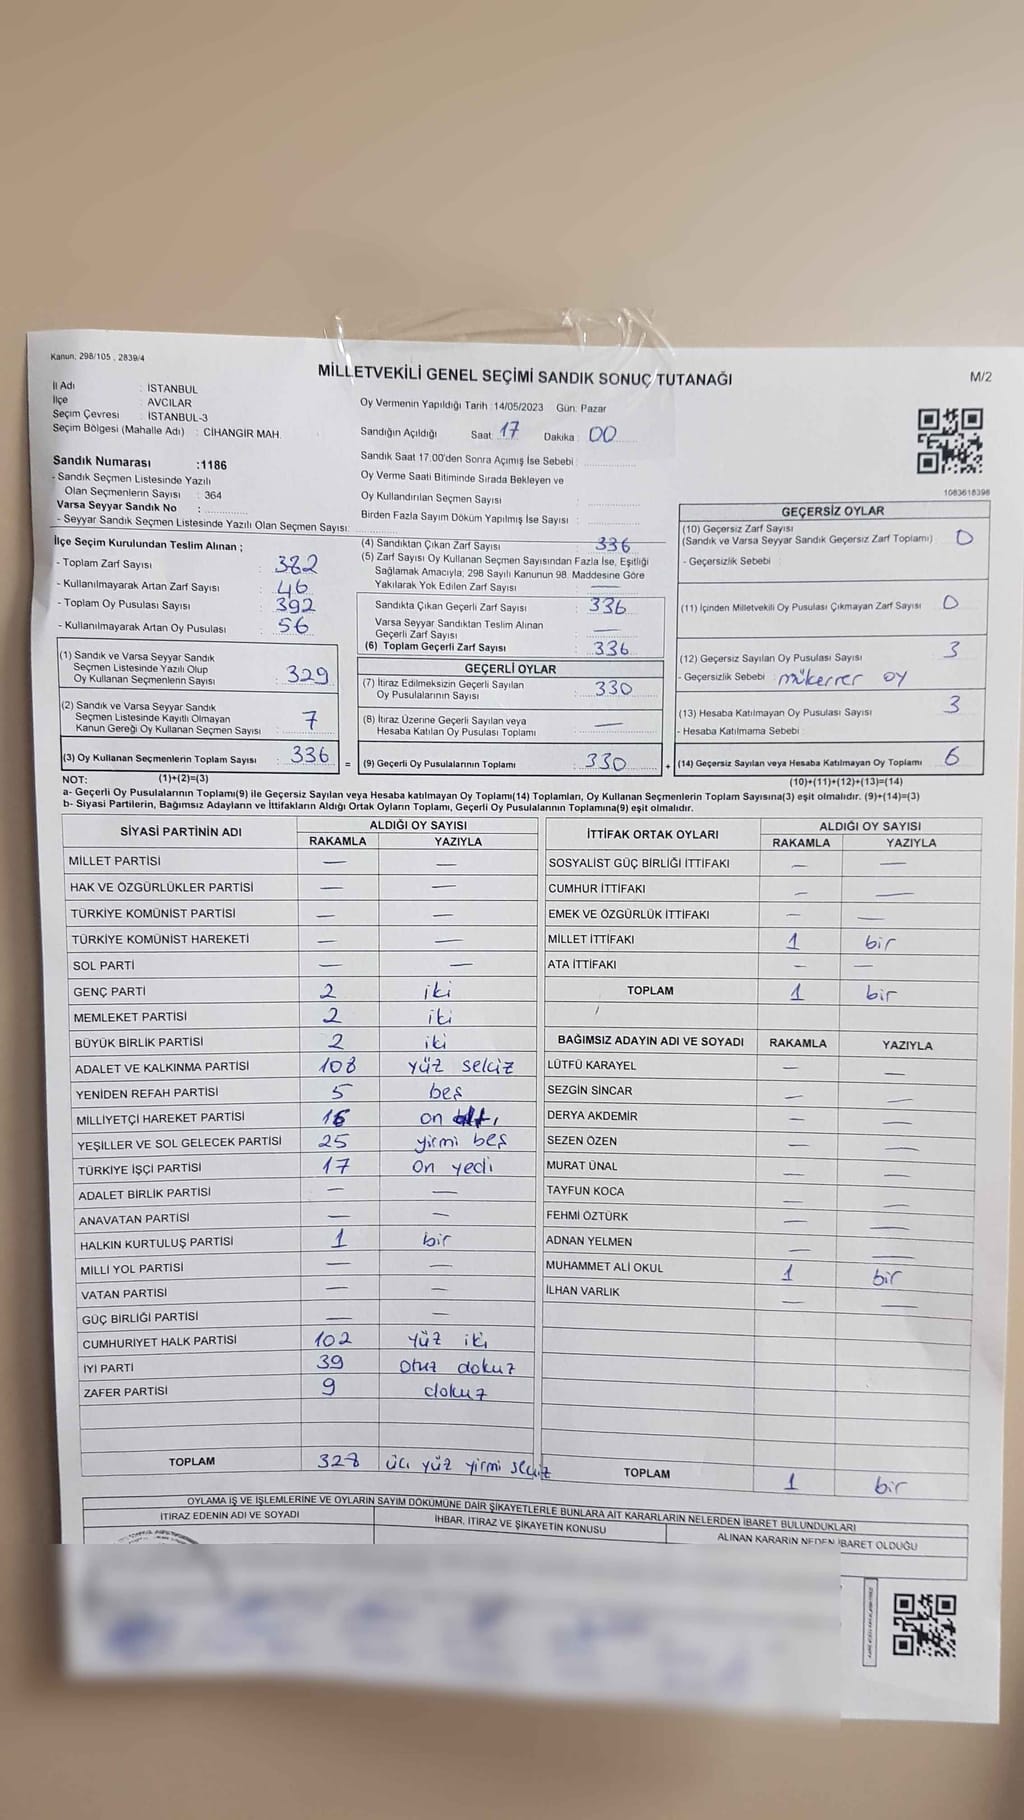 Kanun, 298/105 , 2839/4
MİLLETVEKİLİ GENEL SEÇİMİ SANDIK SONUÇ TUTANAĞI
M/2
İl Adı : İSTANBUL
İlçe : AVCILAR
Seçim Çevresi : İSTANBUL-3
Seçim Bölgesi (Mahalle Adı) : CİHANGİR MAH.
Oy Vermenin Yapıldığı Tarih :14/05/2023 Gün: Pazar
Sandığın Açıldığı Saat: 17 Dakika : 00
Sandık Saat 17.00'den Sonra Açımış İse Sebebi :
Oy Verme Saati Bitiminde Sırada Bekleyen ve
Oy Kullandırılan Seçmen Sayısı :
Birden Fazla Sayım Döküm Yapılmış İse Sayısı :
Sandık Numarası :1186
- Sandık Seçmen Listesinde Yazılı
Olan Seçmenlerin Sayısı : 364
Varsa Seyyar Sandık No :
- Seyyar Sandık Seçmen Listesinde Yazılı Olan Seçmen Sayısı:
1083618398
İlçe Seçim Kurulundan Teslim Alınan ;
- Toplam Zarf Sayısı : 382
- Kullanılmayarak Artan Zarf Sayısı : 46
- Toplam Oy Pusulası Sayısı : 392
- Kullanılmayarak Artan Oy Pusulası : 56
(1) Sandık ve Varsa Seyyar Sandık
Seçmen Listesinde Yazılı Olup
Oy Kullanan Seçmenlerin Sayısı : 329
(2) Sandık ve Varsa Seyyar Sandık
Seçmen Listesinde Kayıtlı Olmayan
Kanun Gereği Oy Kullanan Seçmen Sayısı : 7
(3) Oy Kullanan Seçmenlerin Toplam Sayısı : 336 =
(4) Sandıktan Çıkan Zarf Sayısı : 336
(5) Zarf Sayısı Oy Kullanan Seçmen Sayısından Fazla İse, Eşitliği
Sağlamak Amacıyla; 298 Sayılı Kanunun 98. Maddesine Göre
Yakılarak Yok Edilen Zarf Sayısı : —
Sandıkta Çıkan Geçerli Zarf Sayısı : 336
Varsa Seyyar Sandıktan Teslim Alınan
Geçerli Zarf Sayısı : —
(6) Toplam Geçerli Zarf Sayısı : 336
GEÇERLİ OYLAR
(7) İtiraz Edilmeksizin Geçerli Sayılan
Oy Pusulalarının Sayısı : 330
(8) İtiraz Üzerine Geçerli Sayılan veya
Hesaba Katılan Oy Pusulası Toplamı : —
(9) Geçerli Oy Pusulalarının Toplamı : 330 +
GEÇERSİZ OYLAR
(10) Geçersiz Zarf Sayısı
(Sandık ve Varsa Seyyar Sandık Geçersiz Zarf Toplamı) : 0
- Geçersizlik Sebebi :
(11) İçinden Milletvekili Oy Pusulası Çıkmayan Zarf Sayısı : 0
(12) Geçersiz Sayılan Oy Pusulası Sayısı : 3
- Geçersizlik Sebebi : mükerrer oy
(13) Hesaba Katılmayan Oy Pusulası Sayısı : 3
- Hesaba Katılmama Sebebi :
(14) Geçersiz Sayılan veya Hesaba Katılmayan Oy Toplamı : 6
NOT: (1)+(2)=(3) (10)+(11)+(12)+(13)=(14)
a- Geçerli Oy Pusulalarının Toplamı(9) ile Geçersiz Sayılan veya Hesaba katılmayan Oy Toplamı(14) Toplamları, Oy Kullanan Seçmenlerin Toplam Sayısına(3) eşit olmalıdır. (9)+(14)=(3)
b- Siyasi Partilerin, Bağımsız Adayların ve İttifakların Aldığı Ortak Oyların Toplamı, Geçerli Oy Pusulalarının Toplamına(9) eşit olmalıdır.
SİYASİ PARTİNİN ADI ALDIĞI OY SAYISI
RAKAMLA YAZIYLA
MİLLET PARTİSİ — —
HAK VE ÖZGÜRLÜKLER PARTİSİ — —
TÜRKİYE KOMÜNİST PARTİSİ — —
TÜRKİYE KOMÜNİST HAREKETİ — —
SOL PARTİ — —
GENÇ PARTİ 2 iki
MEMLEKET PARTİSİ 2 iki
BÜYÜK BİRLİK PARTİSİ 2 iki
ADALET VE KALKINMA PARTİSİ 108 yüz sekiz
YENİDEN REFAH PARTİSİ 5 beş
MİLLİYETÇİ HAREKET PARTİSİ 16 on altı
YEŞİLLER VE SOL GELECEK PARTİSİ 25 yirmi beş
TÜRKİYE İŞÇİ PARTİSİ 17 on yedi
ADALET BİRLİK PARTİSİ — —
ANAVATAN PARTİSİ — —
HALKIN KURTULUŞ PARTİSİ 1 bir
MİLLİ YOL PARTİSİ — —
VATAN PARTİSİ — —
GÜÇ BİRLİĞİ PARTİSİ — —
CUMHURİYET HALK PARTİSİ 102 yüz iki
İYİ PARTİ 39 otuz dokuz
ZAFER PARTİSİ 9 dokuz
TOPLAM 328 üç yüz yirmi sekiz
İTTİFAK ORTAK OYLARI ALDIĞI OY SAYISI
RAKAMLA YAZIYLA
SOSYALİST GÜÇ BİRLİĞİ İTTİFAKI — —
CUMHUR İTTİFAKI — —
EMEK VE ÖZGÜRLÜK İTTİFAKI — —
MİLLET İTTİFAKI 1 bir
ATA İTTİFAKI — —
TOPLAM 1 bir
BAĞIMSIZ ADAYIN ADI VE SOYADI RAKAMLA YAZIYLA
LÜTFÜ KARAYEL — —
SEZGİN SİNCAR — —
DERYA AKDEMİR — —
SEZEN ÖZEN — —
MURAT ÜNAL — —
TAYFUN KOCA — —
FEHMİ ÖZTÜRK — —
ADNAN YELMEN — —
MUHAMMET ALİ OKUL 1 bir
İLHAN VARLIK — —
TOPLAM 1 bir
OYLAMA İŞ VE İŞLEMLERİNE VE OYLARIN SAYIM DÖKÜMÜNE DAİR ŞİKAYETLERLE BUNLARA AİT KARARLARIN NELERDEN İBARET BULUNDUKLARI
İTİRAZ EDENİN ADI VE SOYADI İHBAR, İTİRAZ VE ŞİKAYETİN KONUSU ALINAN KARARIN NEDEN İBARET OLDUĞU